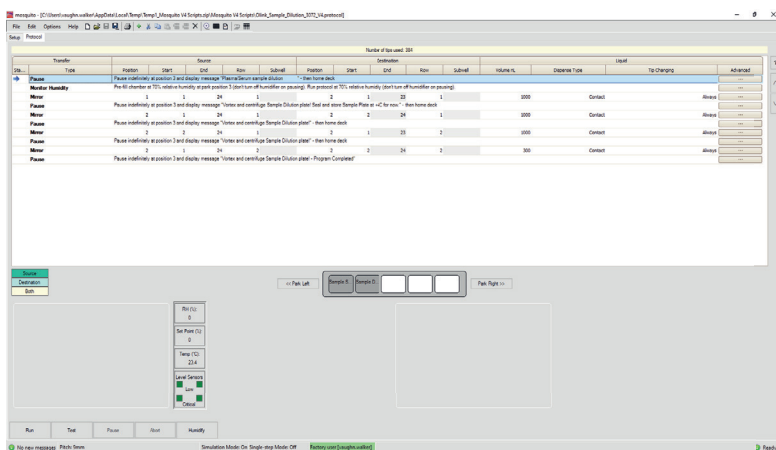 mosquito - [C:\Users\vaughn.walker\AppData\Local\Temp\Temp1_Mosquito V4 Scripts.zip\Mosquito V4 Scripts\Olink_Sample_Dilution_3072_V4.protocol]
File Edit Options Help
Setup Protocol
Number of tips used: 384
Transfer Source Destination Liquid
Sta... Type Position Start End Row Subwell Position Start End Row Subwell Volume nL Dispense Type Tip Changing Advanced
Pause Pause indefinitely at position 3 and display message "Plasma/Serum sample dilution " - then home deck ...
Monitor Humidity Pre-fill chamber at 70% relative humidity at park position 3 (don't turn off humidifier on pausing). Run protocol at 70% relative humidity (don't turn off humidifier on pausing) ...
Mirror 1 1 24 1 2 1 23 1 1000 Contact Always ...
Pause Pause indefinitely at position 3 and display message "Vortex and centrifuge Sample Dilution plate! Seal and store Sample Plate at +4C for now." - then home deck ...
Mirror 2 1 24 1 2 2 24 1 1000 Contact Always ...
Pause Pause indefinitely at position 3 and display message "Vortex and centrifuge Sample Dilution plate!" - then home deck ...
Mirror 2 2 24 1 2 1 23 2 1000 Contact Always ...
Pause Pause indefinitely at position 3 and display message "Vortex and centrifuge Sample Dilution plate!" - then home deck ...
Mirror 2 1 24 2 2 2 24 2 300 Contact Always ...
Pause Pause indefinitely at position 3 and display message "Vortex and centrifuge Sample Dilution plate! - Program Completed" ...
Source
Destination
Both
<< Park Left Sample S... Sample D... Park Right >>
RH (%):
0
Set Point (%)
0
Temp (°C):
23.4
Level Sensors
Low
Critical
Run Test Pause Abort Humidify
No new messages Pitch: 9mm Simulation Mode: On Single-step Mode: Off Factory user [vaughn.walker] Ready